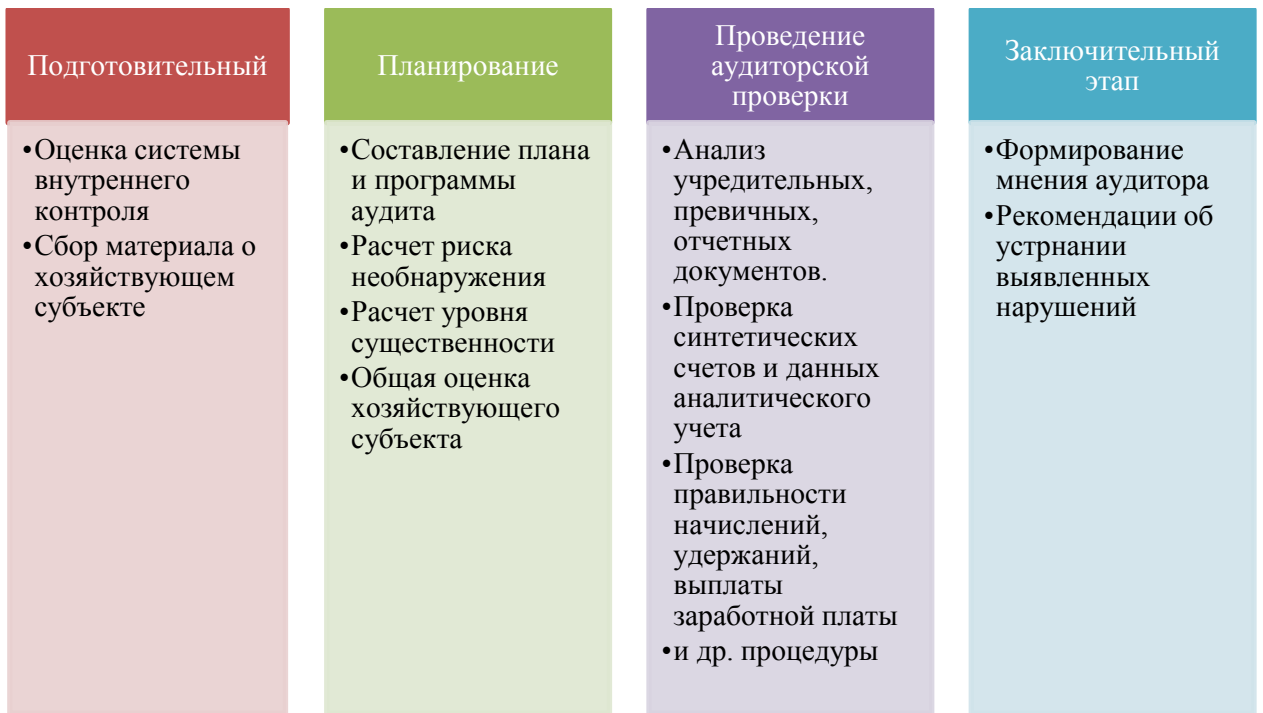 Подготовительный
•Оценка системы
внутреннего
контроля
•Сбор материала о
хозяйствующем
субъекте
Планирование
•Составление плана
и программы
аудита
•Расчет риска
необнаружения
•Расчет уровня
существенности
•Общая оценка
хозяйствующего
субъекта
Проведение
аудиторской
проверки
•Анализ
учредительных,
превичных,
отчетных
документов.
•Проверка
синтетических
счетов и данных
аналитического
учета
•Проверка
правильности
начислений,
удержаний,
выплаты
заработной платы
•и др. процедуры
Заключительный
этап
•Формирование
мнения аудитора
•Рекомендации об
устрнании
выявленных
нарушений